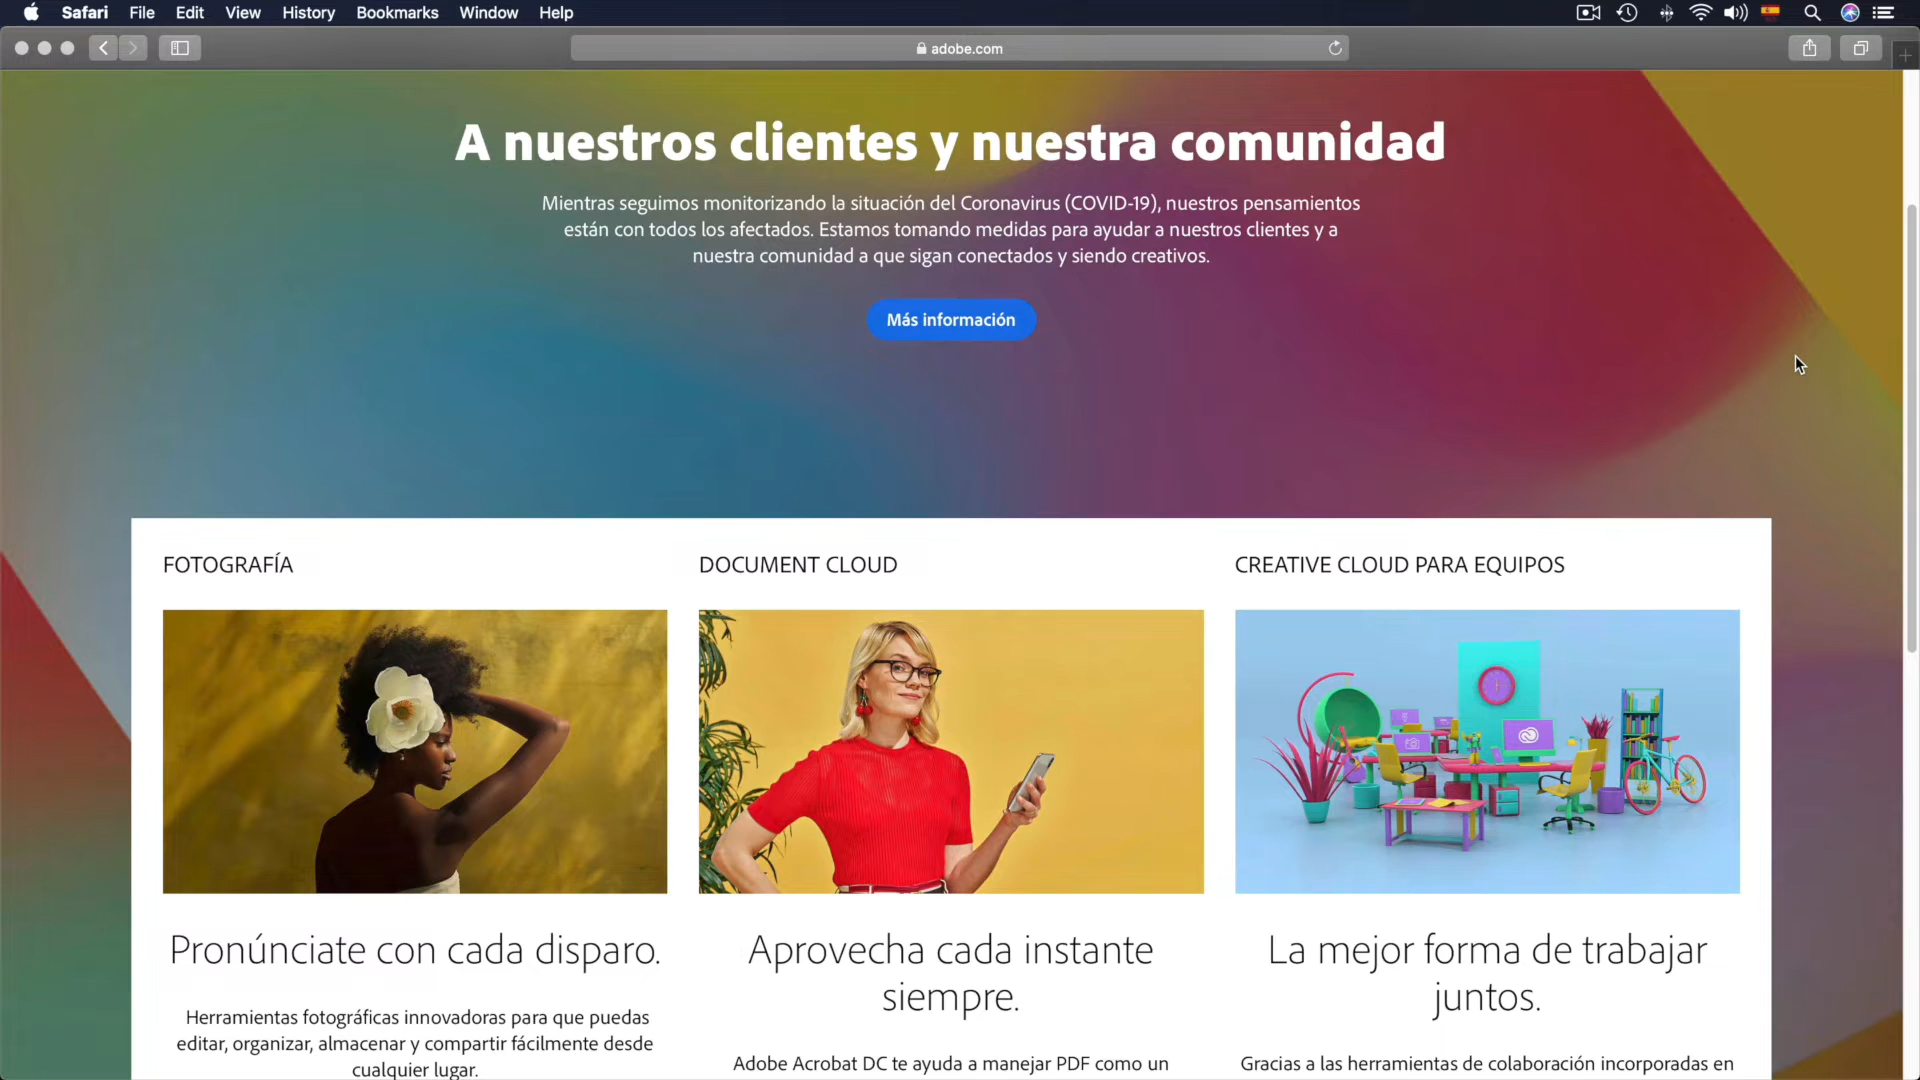 Safari File Edit View History Bookmarks Window Help
adobe.com
A nuestros clientes y nuestra comunidad
Mientras seguimos monitorizando la situación del Coronavirus (COVID-19), nuestros pensamientos
están con todos los afectados. Estamos tomando medidas para ayudar a nuestros clientes y a
nuestra comunidad a que sigan conectados y siendo creativos.
Más información
FOTOGRAFÍA
DOCUMENT CLOUD
CREATIVE CLOUD PARA EQUIPOS
Pronúnciate con cada disparo.
Herramientas fotográficas innovadoras para que puedas
editar, organizar, almacenar y compartir fácilmente desde
cualquier lugar.
Aprovecha cada instante
siempre.
Adobe Acrobat DC te ayuda a manejar PDF como un
La mejor forma de trabajar
juntos.
Gracias a las herramientas de colaboración incorporadas en